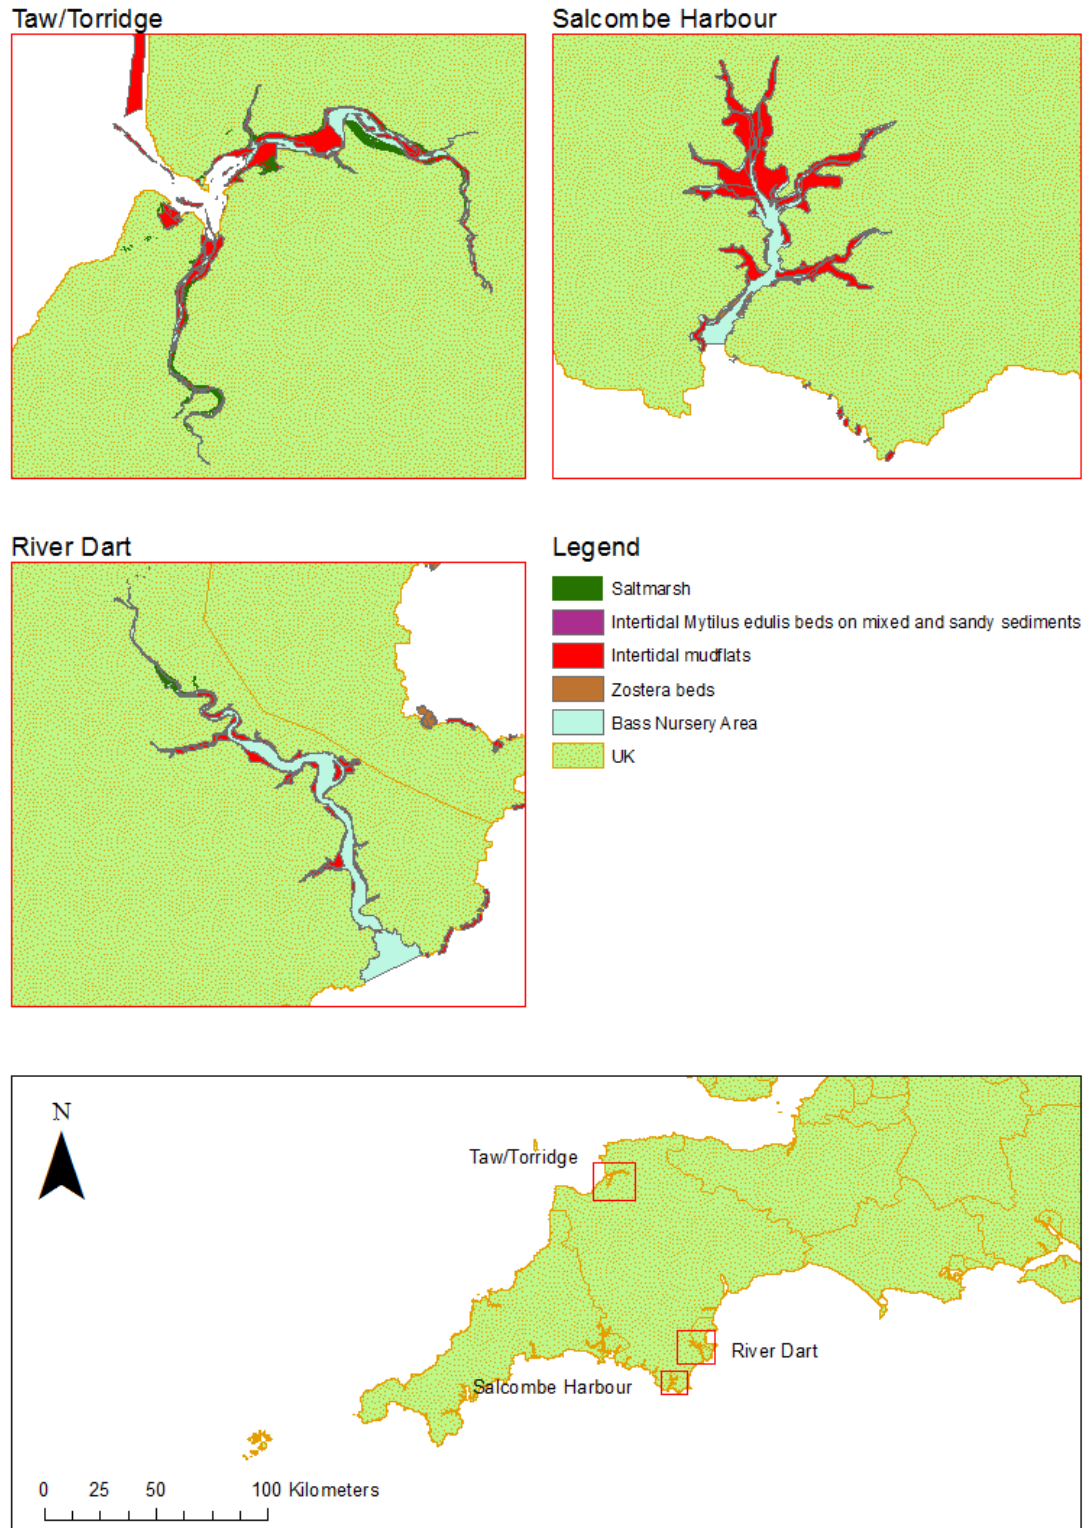 Taw/Torridge
Salcombe Harbour
River Dart
Legend
Saltmarsh
Intertidal Mytilus edulis beds on mixed and sandy sediments
Intertidal mudflats
Zostera beds
Bass Nursery Area
UK
N
Taw/Torridge
River Dart
Salcombe Harbour
0 25 50 100 Kilometers